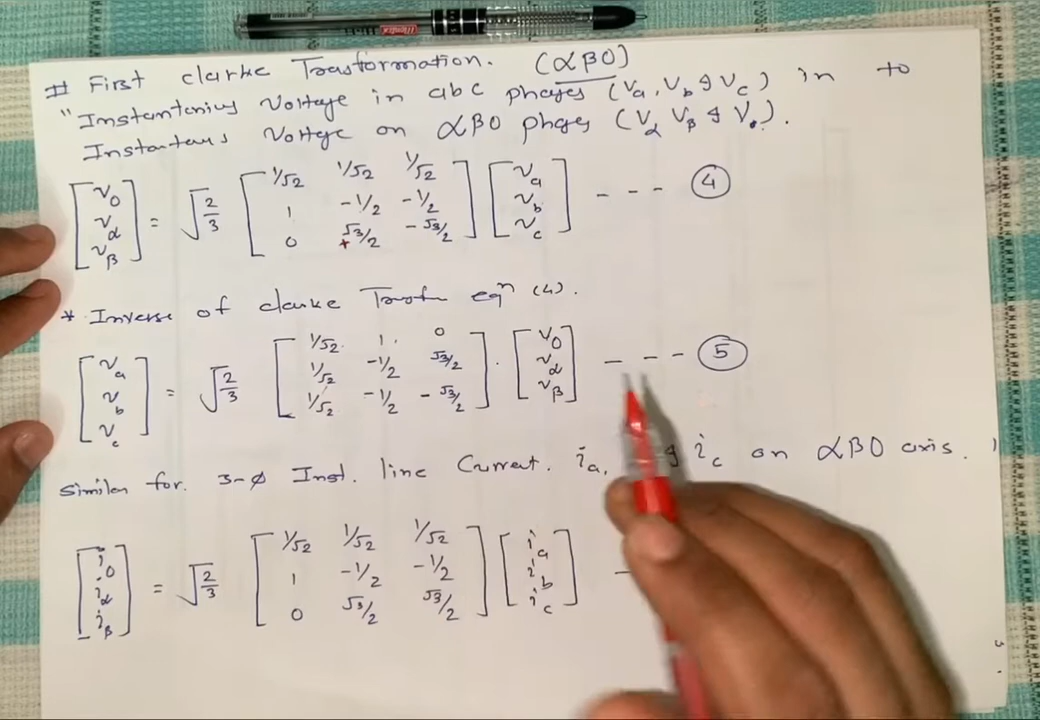 # First clarke Trasformation. (αβ0)
"Instantenius Voltage in abc phases (Va, Vb & Vc) in to
Instantaus Voltage on αβ0 phases (Vα Vβ & V0).
[v0 vα vβ] = √2/3 [1/√2 1/√2 1/√2; 1 -1/2 -1/2; 0 +√3/2 -√3/2] [va vb vc] - - - (4)
* Inverse of clarke Transfm eqn (4).
[va vb vc] = √2/3 [1/√2 1 0; 1/√2 -1/2 √3/2; 1/√2 -1/2 -√3/2] . [v0 vα vβ] - - - (5)
Similar for. 3-Ø Inst. line Current. ia, & ic on αβ0 axis.
[i0 iα iβ] = √2/3 [1/√2 1/√2 1/√2; 1 -1/2 -1/2; 0 √3/2 √3/2] [ia ib ic] -